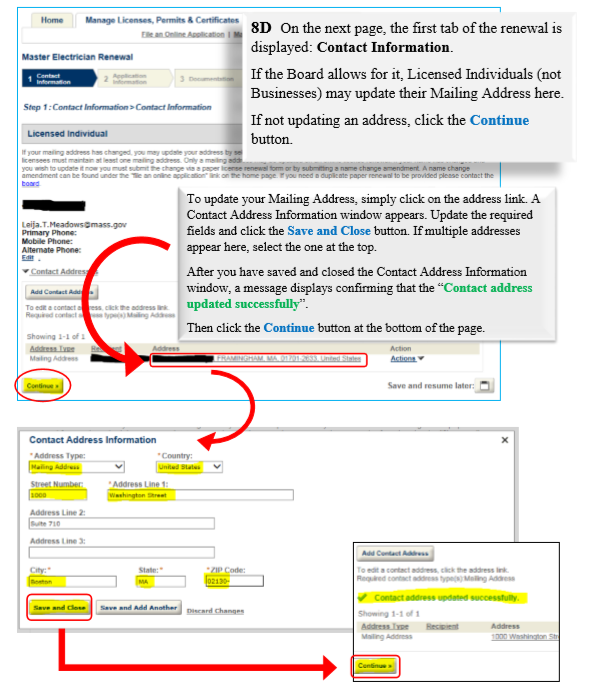 Home Manage Licenses, Permits & Certificates
File an Online Application |
8D On the next page, the first tab of the renewal is
displayed: Contact Information.
If the Board allows for it, Licensed Individuals (not
Businesses) may update their Mailing Address here.
If not updating an address, click the Continue
button.
Master Electrician Renewal
1 Contact Information 2 Application Information 3 Documentation
Step 1 : Contact Information > Contact Information
Licensed Individual
If your mailing address has changed, you may update your address by
licensees must maintain at least one mailing address. Only a mailing
you wish to update it now you must submit the change via a paper license renewal form or by submitting a name change amendment. A name change
amendment can be found under the "file an online application" link on the home page. If you need a duplicate paper renewal to be provided please contact the
board
To update your Mailing Address, simply click on the address link. A
Contact Address Information window appears. Update the required
fields and click the Save and Close button. If multiple addresses
appear here, select the one at the top.
After you have saved and closed the Contact Address Information
window, a message displays confirming that the “Contact address
updated successfully”.
Then click the Continue button at the bottom of the page.
Leija.T.Meadows@mass.gov
Primary Phone:
Mobile Phone:
Alternate Phone:
Edit .
Contact Address
Add Contact Address
To edit a contact address, click the address link.
Required contact address type(s):Mailing Address
Showing 1-1 of 1
Address Type Recipient Address Action
Mailing Address , FRAMINGHAM, MA, 01701-2633, United States Actions
Continue » Save and resume later:
Contact Address Information ×
*Address Type: *Country:
Mailing Address United States
Street Number: *Address Line 1:
1000 Washington Street
Address Line 2:
Suite 710
Address Line 3:
City:* State:* *ZIP Code:
Boston MA 02130-
Save and Close Save and Add Another Discard Changes
Add Contact Address
To edit a contact address, click the address link.
Required contact address type(s):Mailing Address
Contact address updated successfully.
Showing 1-1 of 1
Address Type Recipient Address
Mailing Address 1000 Washington Str
Continue »